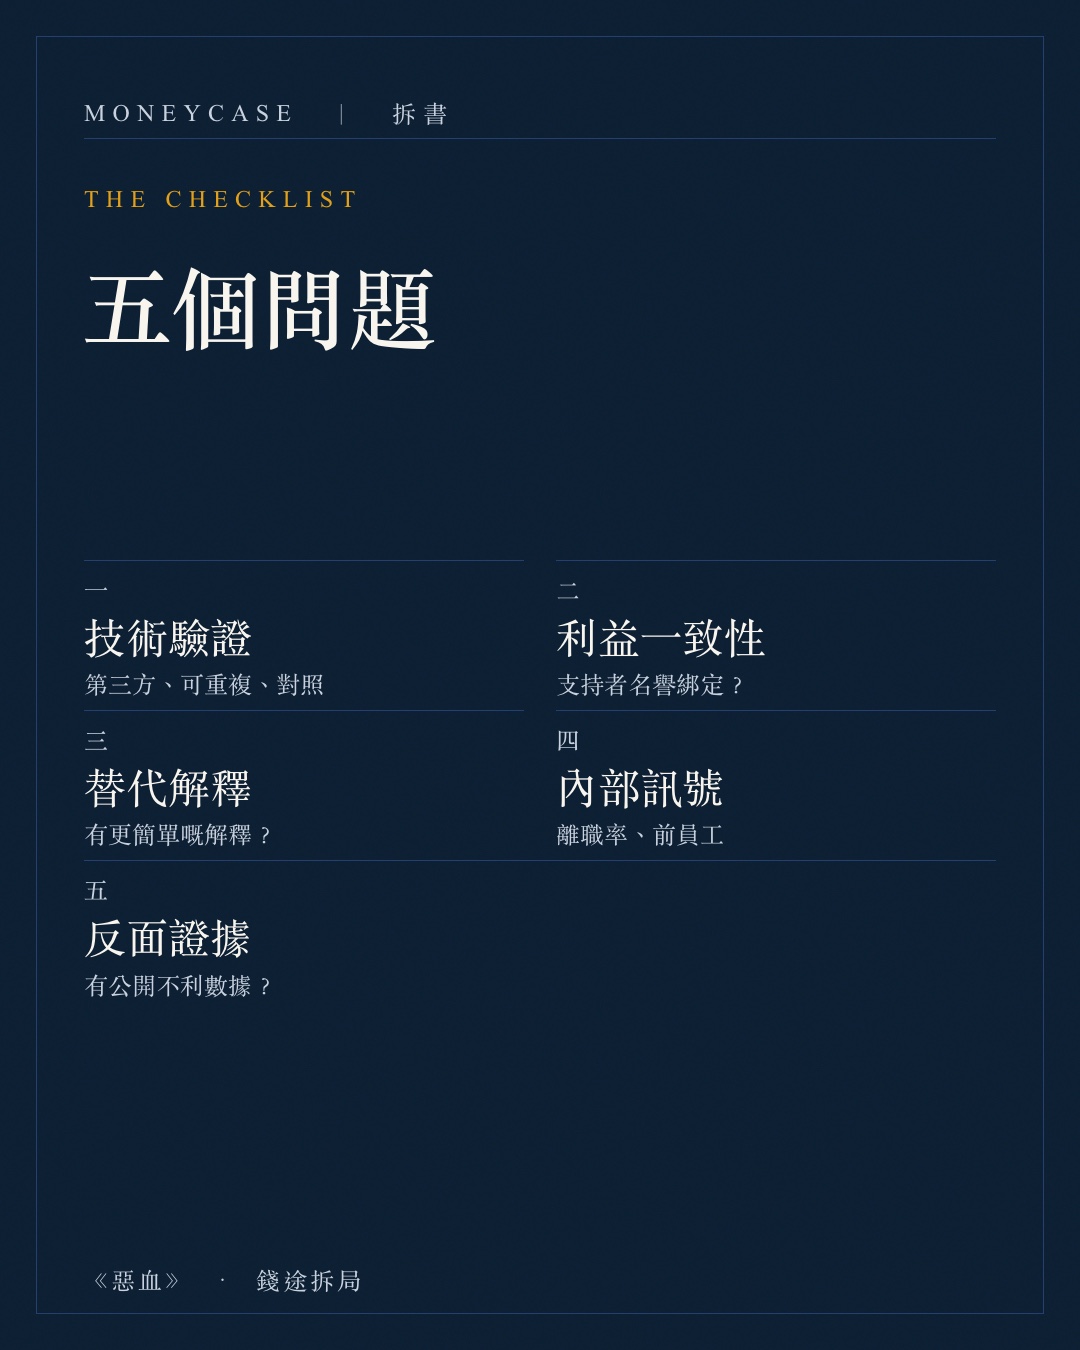 MONEYCASE | 拆書
THE CHECKLIST
五個問題
一
技術驗證
第三方、可重複、對照
二
利益一致性
支持者名譽綁定？
三
替代解釋
有更簡單嘅解釋？
四
內部訊號
離職率、前員工
五
反面證據
有公開不利數據？
《惡血》 · 錢途拆局